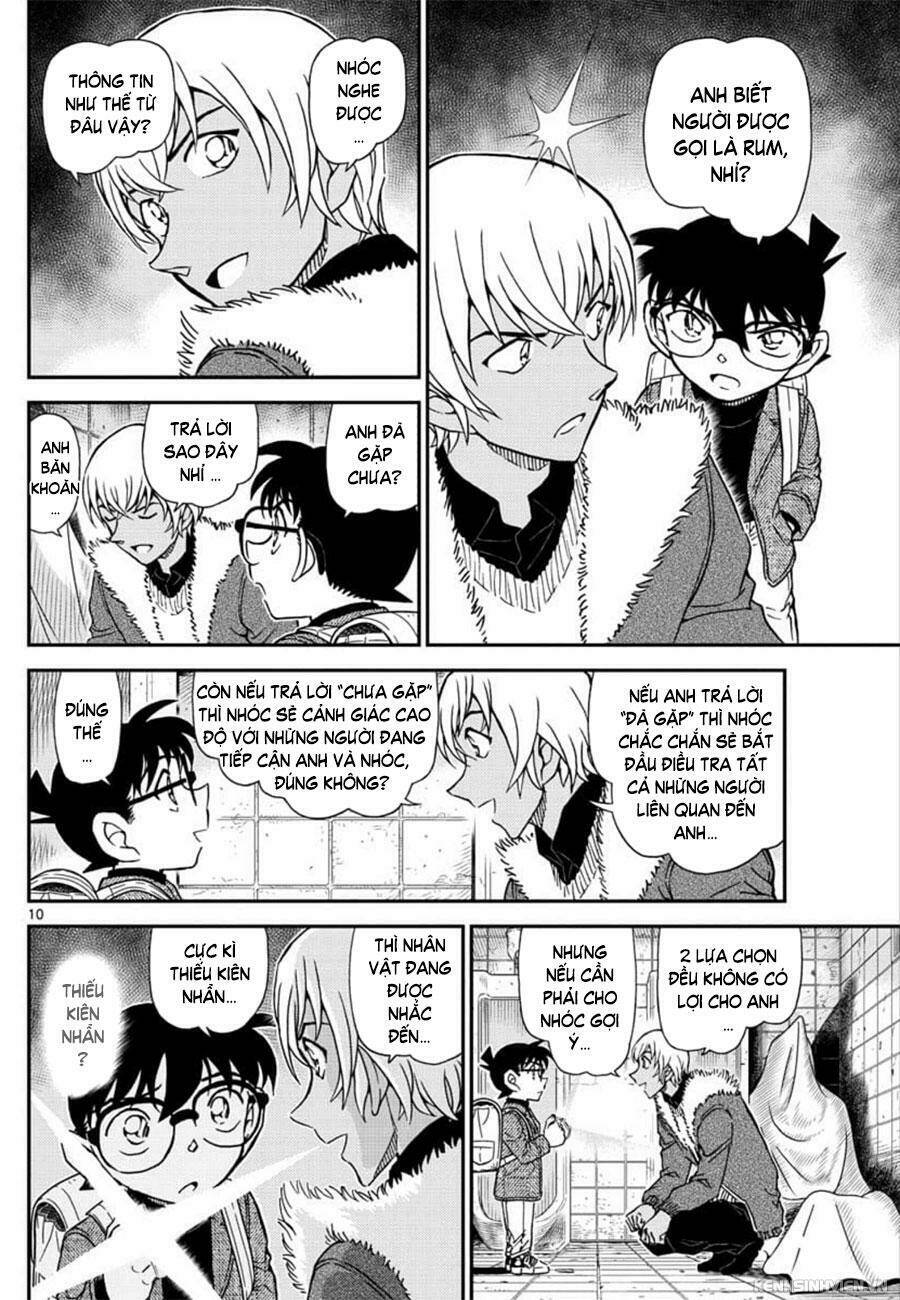 ANH BIẾT
NGƯỜI ĐƯỢC
GỌI LÀ RUM,
NHỈ?
NHÓC
NGHE
ĐƯỢC
...
THÔNG TIN
NHƯ THẾ TỪ
ĐÂU VẬY?
ANH ĐÃ
GẶP
CHƯA?
TRẢ LỜI
SAO ĐÂY
NHỈ ...
ANH
BĂN
KHOĂN
...
NẾU ANH TRẢ LỜI
“ĐÃ GẶP” THÌ NHÓC
CHẮC CHẮN SẼ BẮT
ĐẦU ĐIỀU TRA TẤT
CẢ NHỮNG NGƯỜI
LIÊN QUAN ĐẾN
ANH...
CÒN NẾU TRẢ LỜI “CHƯA GẶP”
THÌ NHÓC SẼ CẢNH GIÁC CAO
ĐỘ VỚI NHỮNG NGƯỜI ĐANG
TIẾP CẬN ANH VÀ NHÓC,
ĐÚNG KHÔNG?
ĐÚNG
THẾ
...
10
2 LỰA CHỌN
ĐỀU KHÔNG CÓ
LỢI CHO ANH
...
NHƯNG
NẾU CẦN
PHẢI CHO
NHÓC GỢI
Ý...
THÌ NHÂN
VẬT ĐANG
ĐƯỢC
NHẮC
ĐẾN...
CỰC KÌ
THIẾU KIÊN
NHẪN...
THIẾU
KIÊN
NHẪN
?
KENHSINHVIEN.VN